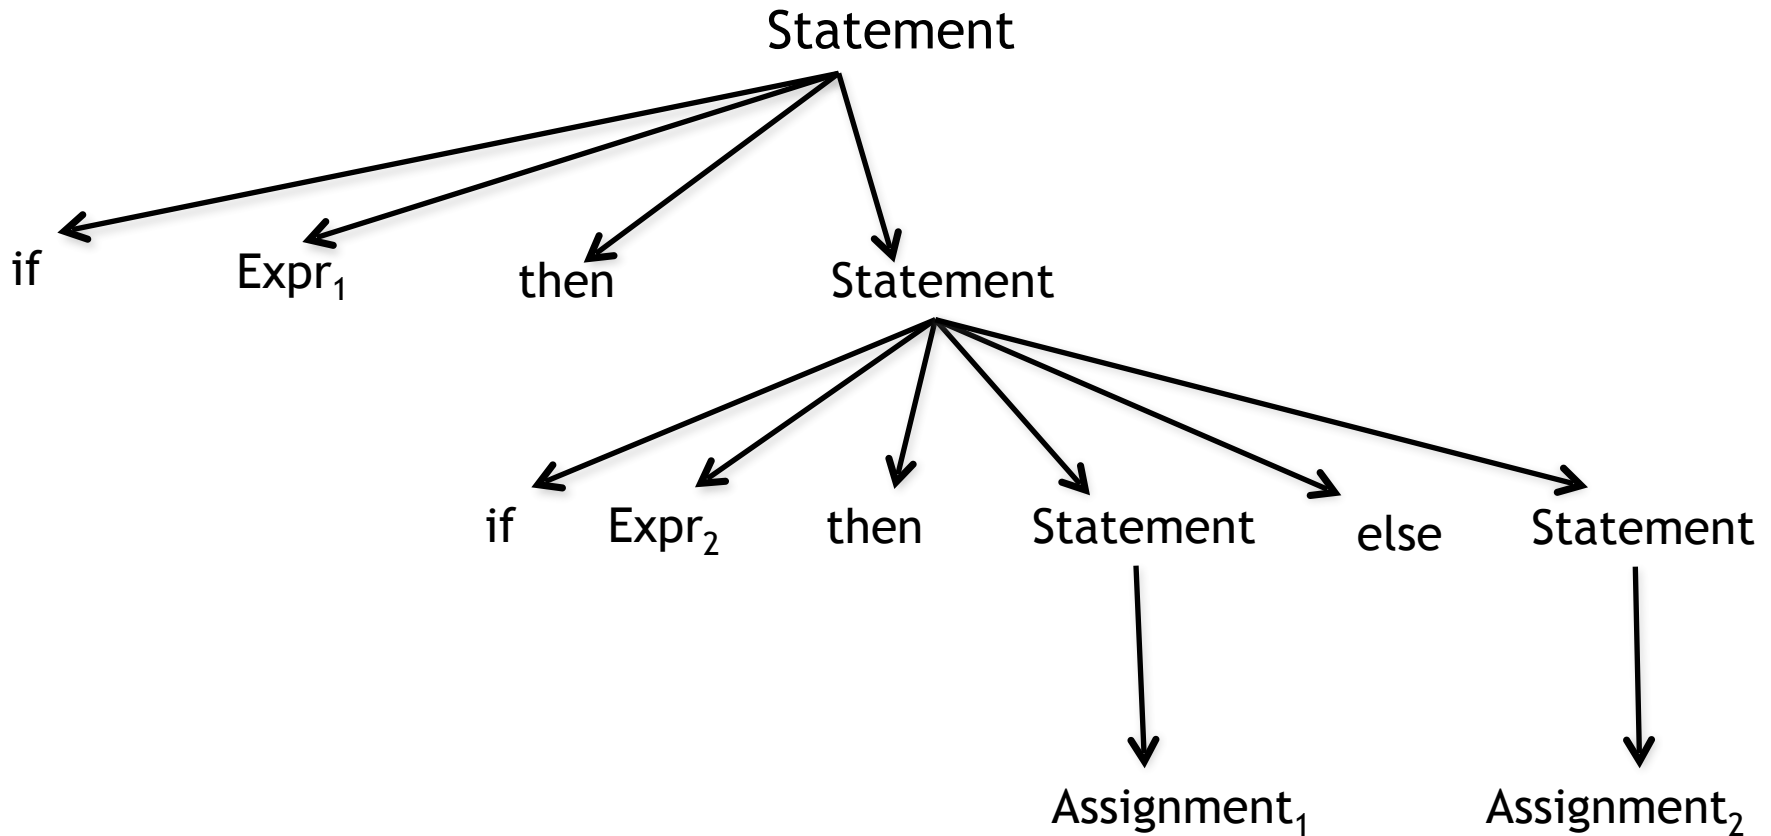 Statement
if Expr₁ then Statement
if Expr₂ then Statement else Statement
Assignment₁ Assignment₂